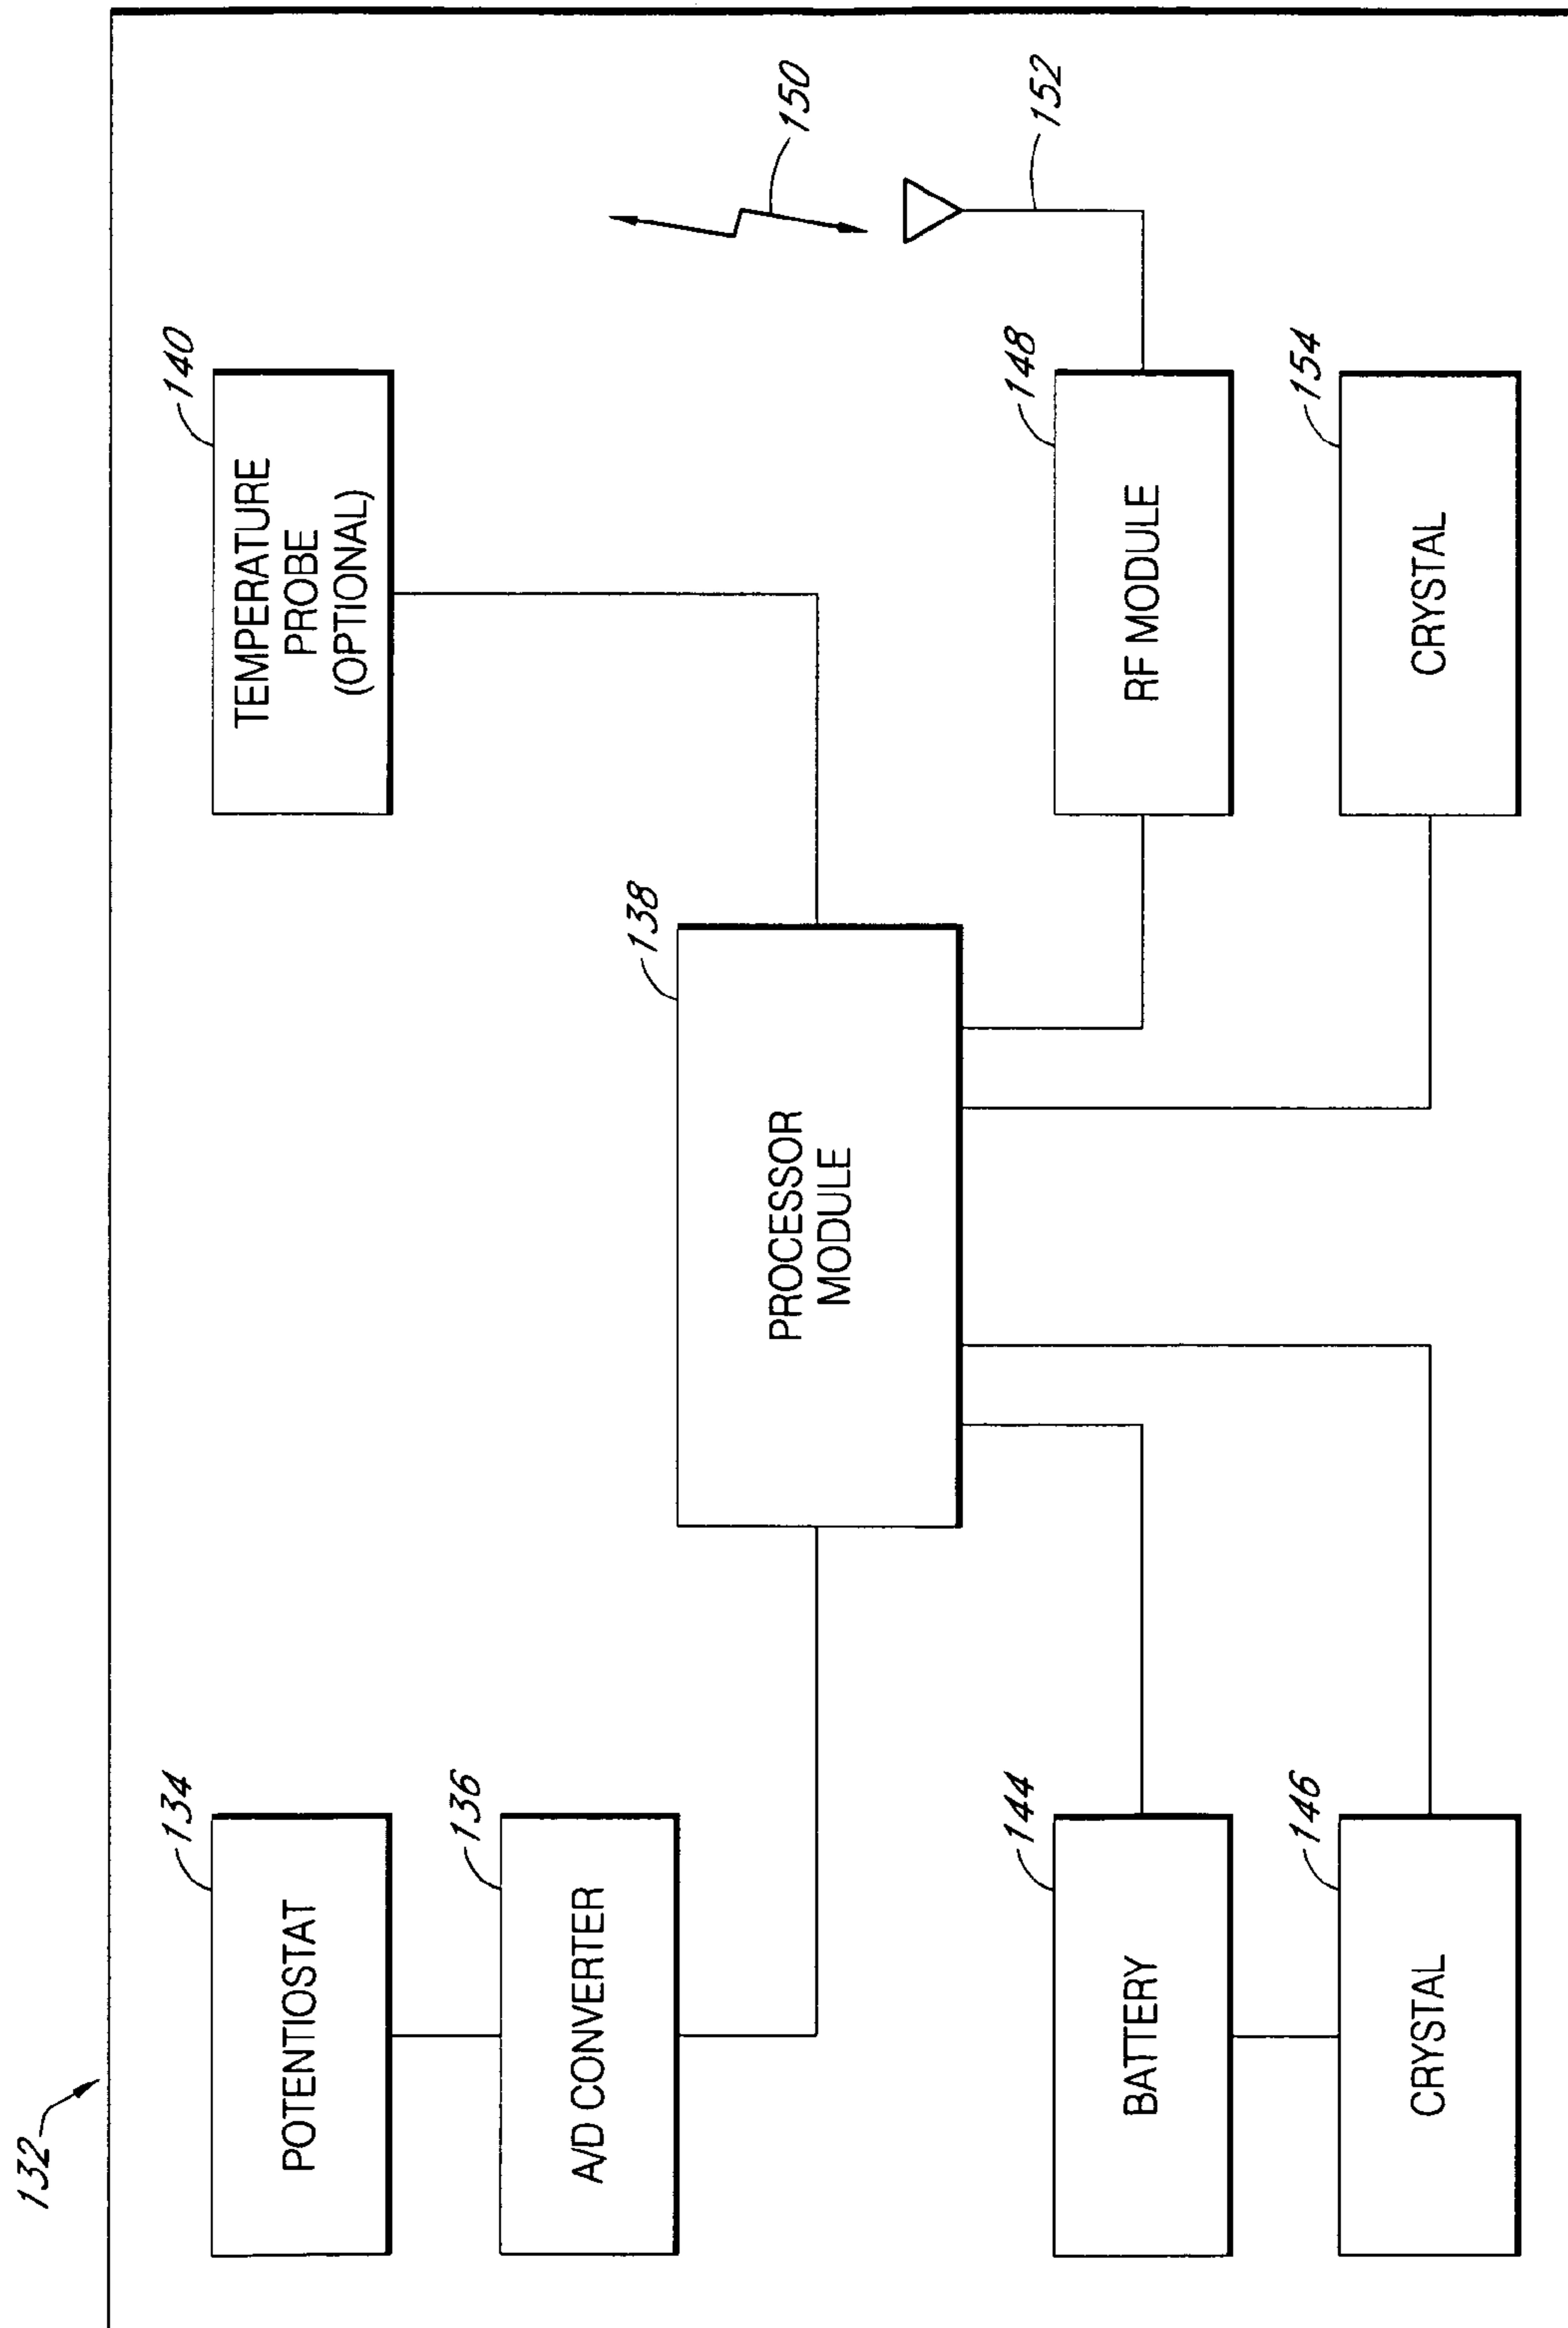 132
134
POTENTIOSTAT
140
TEMPERATURE
PROBE
(OPTIONAL)
136
A/D CONVERTER
150
138
PROCESSOR
MODULE
152
144
BATTERY
148
RF MODULE
146
CRYSTAL
154
CRYSTAL